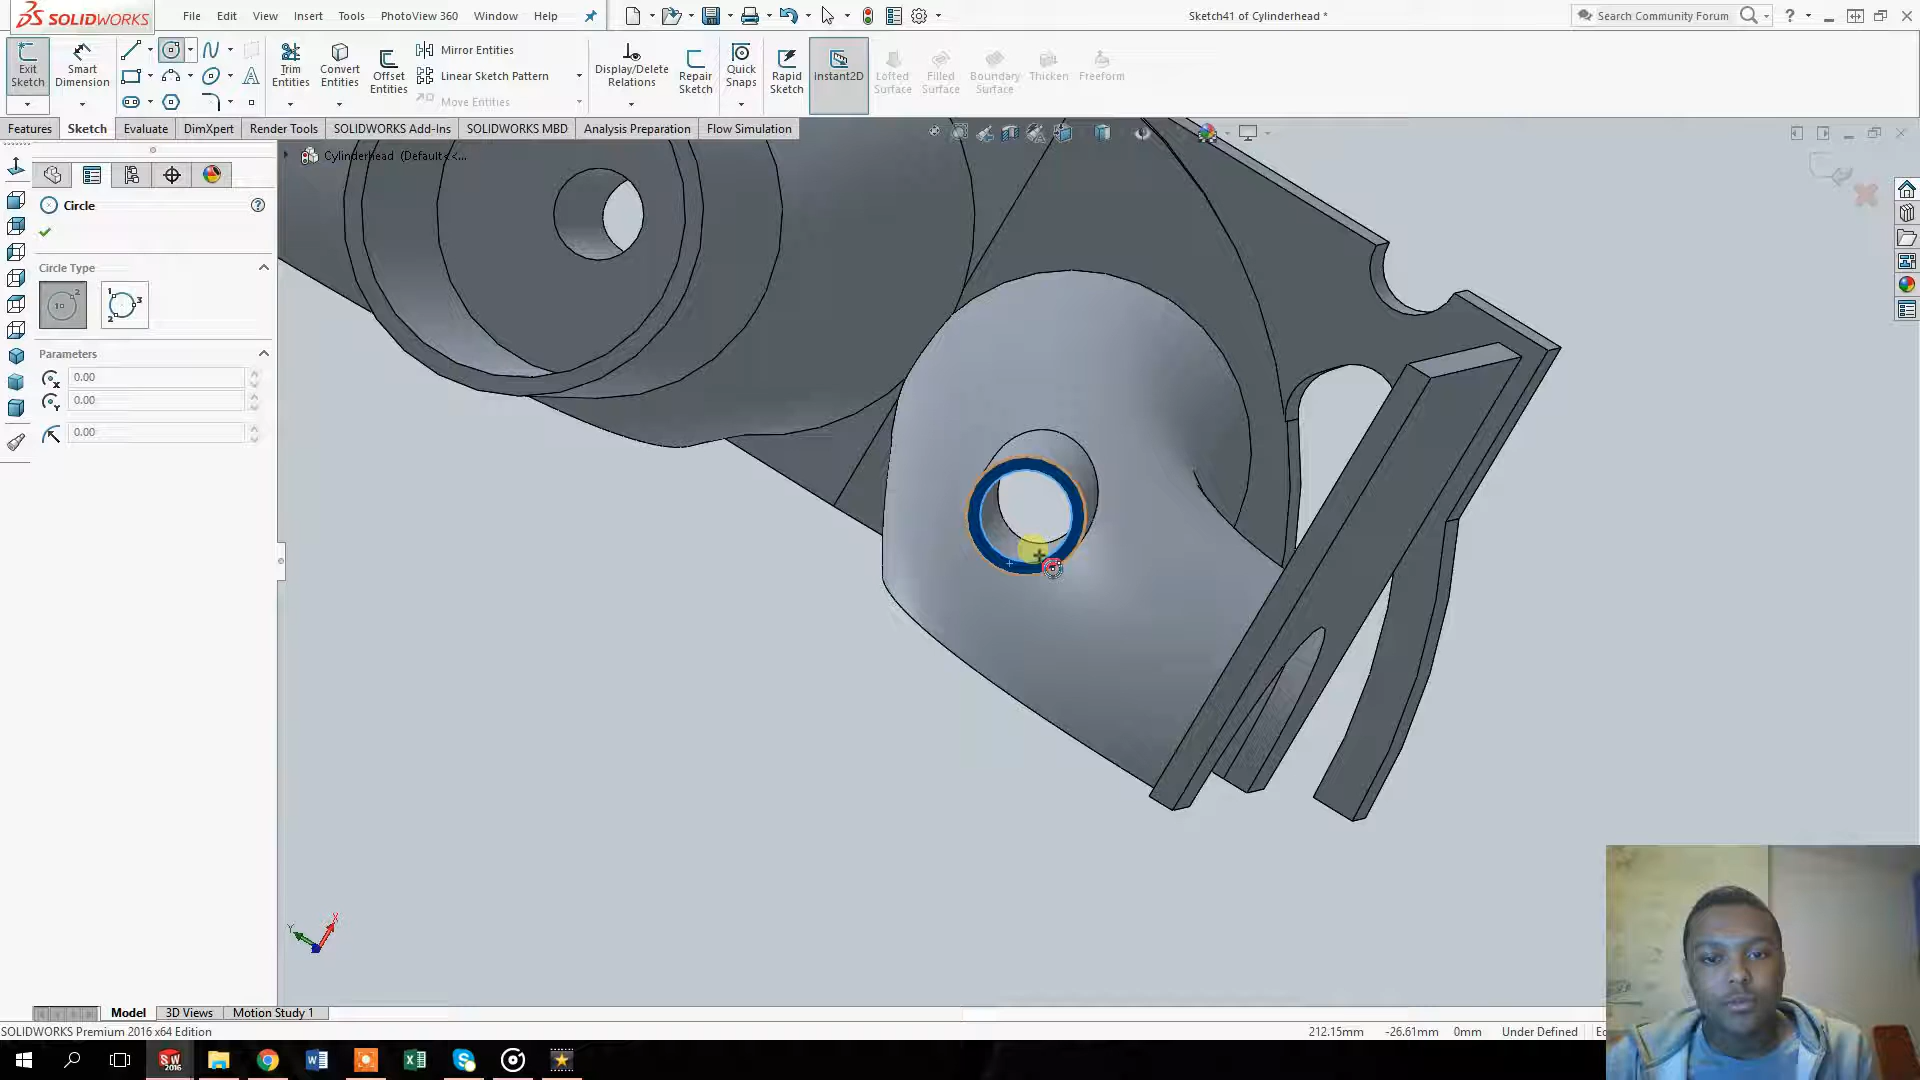 SOLIDWORKS
File Edit View Insert Tools PhotoView 360 Window Help
Sketch41 of Cylinderhead *
Search Community Forum
Exit Sketch
Smart Dimension
Trim Entities
Convert Entities
Offset Entities
Mirror Entities
Linear Sketch Pattern
Move Entities
Display/Delete Relations
Repair Sketch
Quick Snaps
Rapid Sketch
Instant2D
Lofted Surface
Filled Surface
Boundary Surface
Thicken
Freeform
Features Sketch Evaluate DimXpert Render Tools SOLIDWORKS Add-Ins SOLIDWORKS MBD Analysis Preparation Flow Simulation
Cylinderhead (Default<<...
Circle
Circle Type
Parameters
0.00
0.00
0.00
X
Y
Model 3D Views Motion Study 1
SOLIDWORKS Premium 2016 x64 Edition
212.15mm -26.61mm 0mm Under Defined